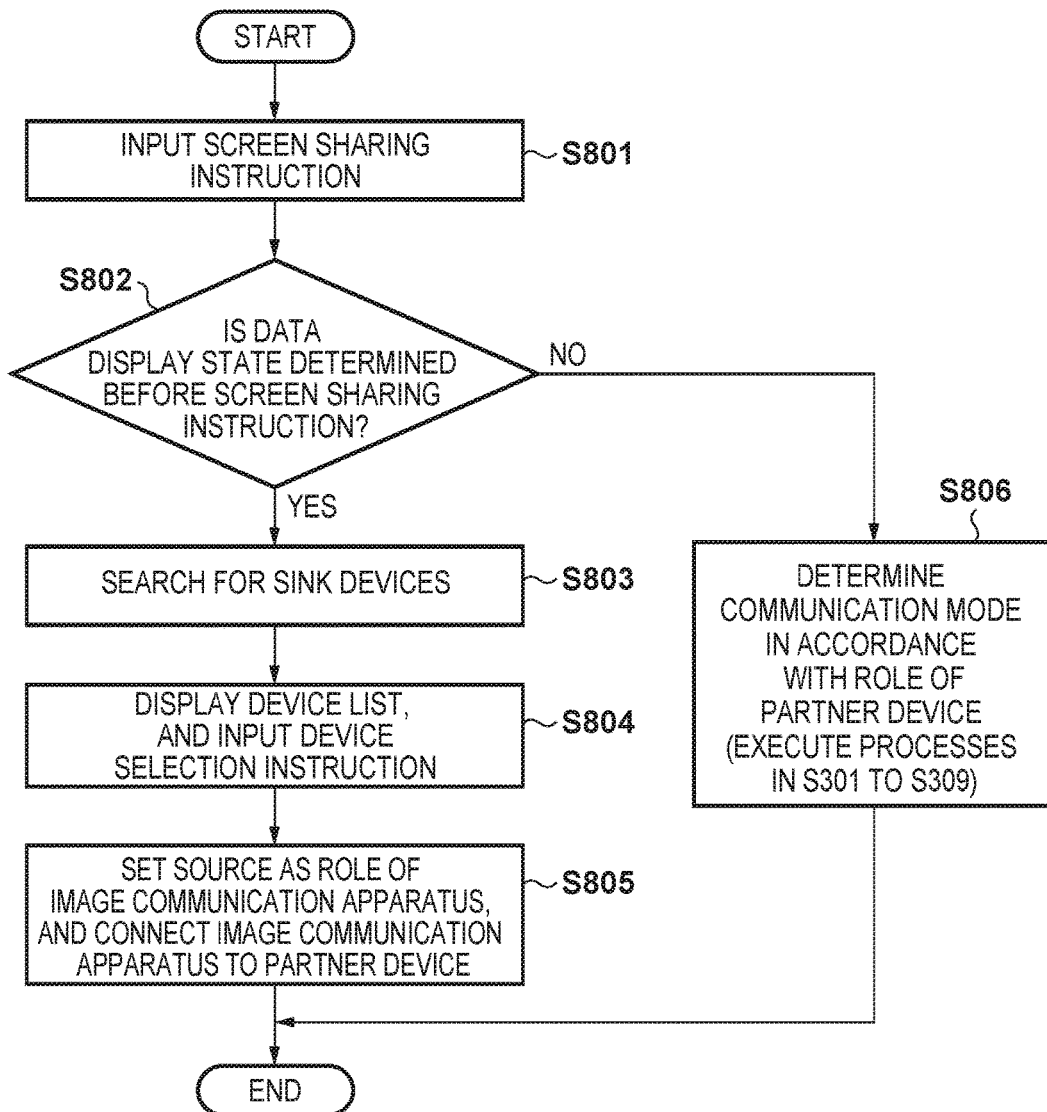 START
INPUT SCREEN SHARING
INSTRUCTION
S801
S802
IS DATA
DISPLAY STATE DETERMINED
BEFORE SCREEN SHARING
INSTRUCTION?
NO
YES
SEARCH FOR SINK DEVICES
S803
DISPLAY DEVICE LIST,
AND INPUT DEVICE
SELECTION INSTRUCTION
S804
SET SOURCE AS ROLE OF
IMAGE COMMUNICATION APPARATUS,
AND CONNECT IMAGE COMMUNICATION
APPARATUS TO PARTNER DEVICE
S805
S806
DETERMINE
COMMUNICATION MODE
IN ACCORDANCE
WITH ROLE OF
PARTNER DEVICE
(EXECUTE PROCESSES
IN S301 TO S309)
END